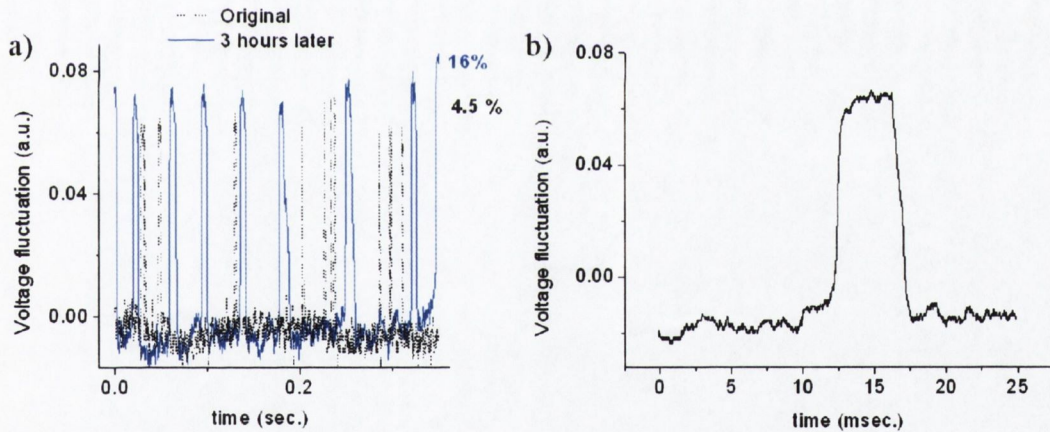 Original
3 hours later
a)
0.08
0.04
0.00
Voltage fluctuation (a.u.)
0.0
0.2
time (sec.)
16%
4.5 %
b)
0.08
0.04
0.00
Voltage fluctuation (a.u.)
0
5
10
15
20
25
time (msec.)